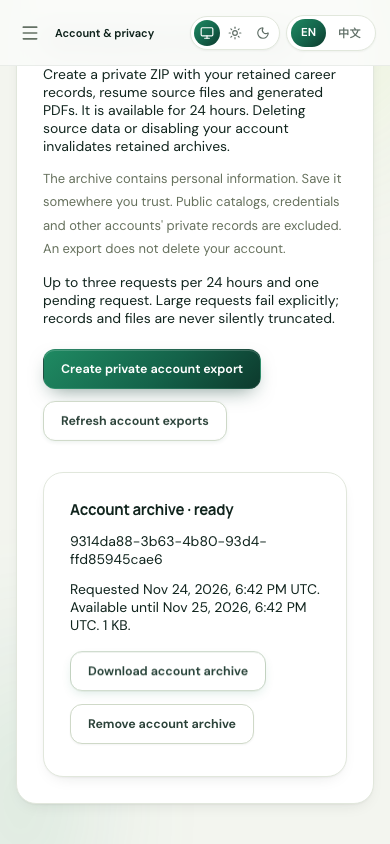 Account & privacy
EN
中文
Create a private ZIP with your retained career
records, resume source files and generated
PDFs. It is available for 24 hours. Deleting
source data or disabling your account
invalidates retained archives.
The archive contains personal information. Save it
somewhere you trust. Public catalogs, credentials
and other accounts' private records are excluded.
An export does not delete your account.
Up to three requests per 24 hours and one
pending request. Large requests fail explicitly;
records and files are never silently truncated.
Create private account export
Refresh account exports
Account archive · ready
9314da88-3b63-4b80-93d4-
ffd85945cae6
Requested Nov 24, 2026, 6:42 PM UTC.
Available until Nov 25, 2026, 6:42 PM
UTC. 1 KB.
Download account archive
Remove account archive